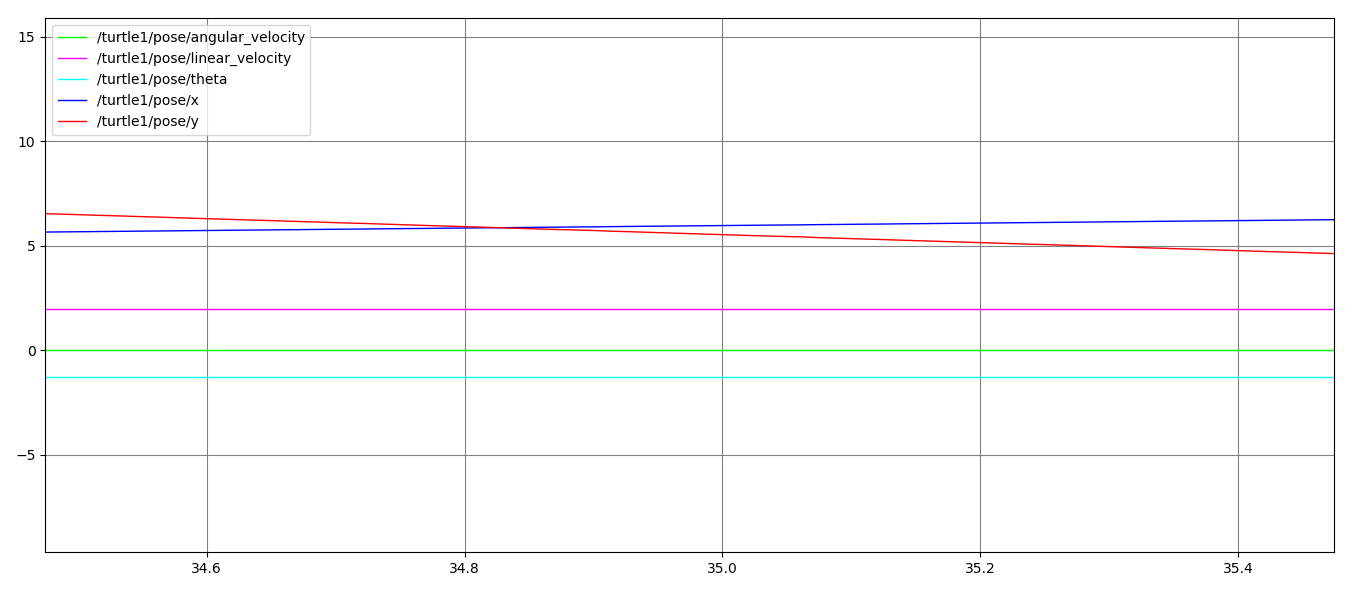 15
10
5
0
−5
/turtle1/pose/angular_velocity
/turtle1/pose/linear_velocity
/turtle1/pose/theta
/turtle1/pose/x
/turtle1/pose/y
34.6 34.8 35.0 35.2 35.4